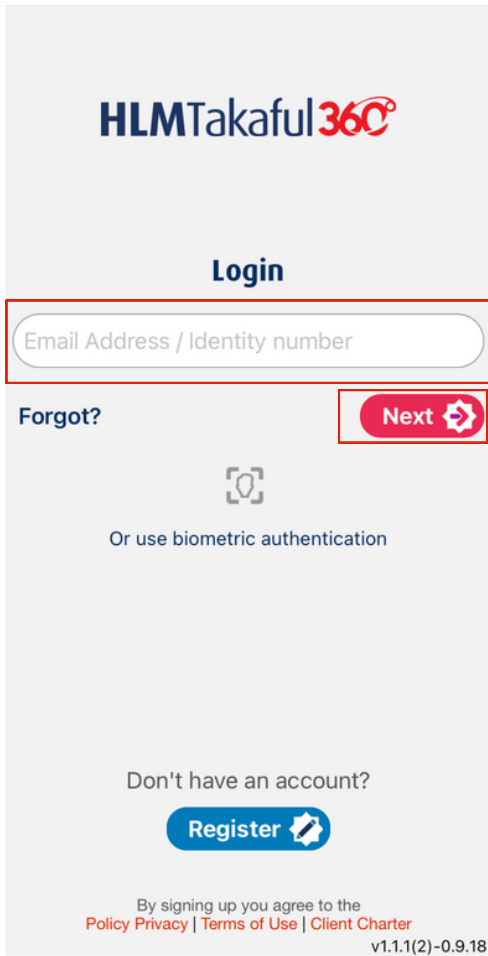 HLMTakaful360°
Login
Email Address / Identity number
Forgot?
Next
Or use biometric authentication
Don't have an account?
Register
By signing up you agree to the
Policy Privacy | Terms of Use | Client Charter
v1.1.1(2)-0.9.18